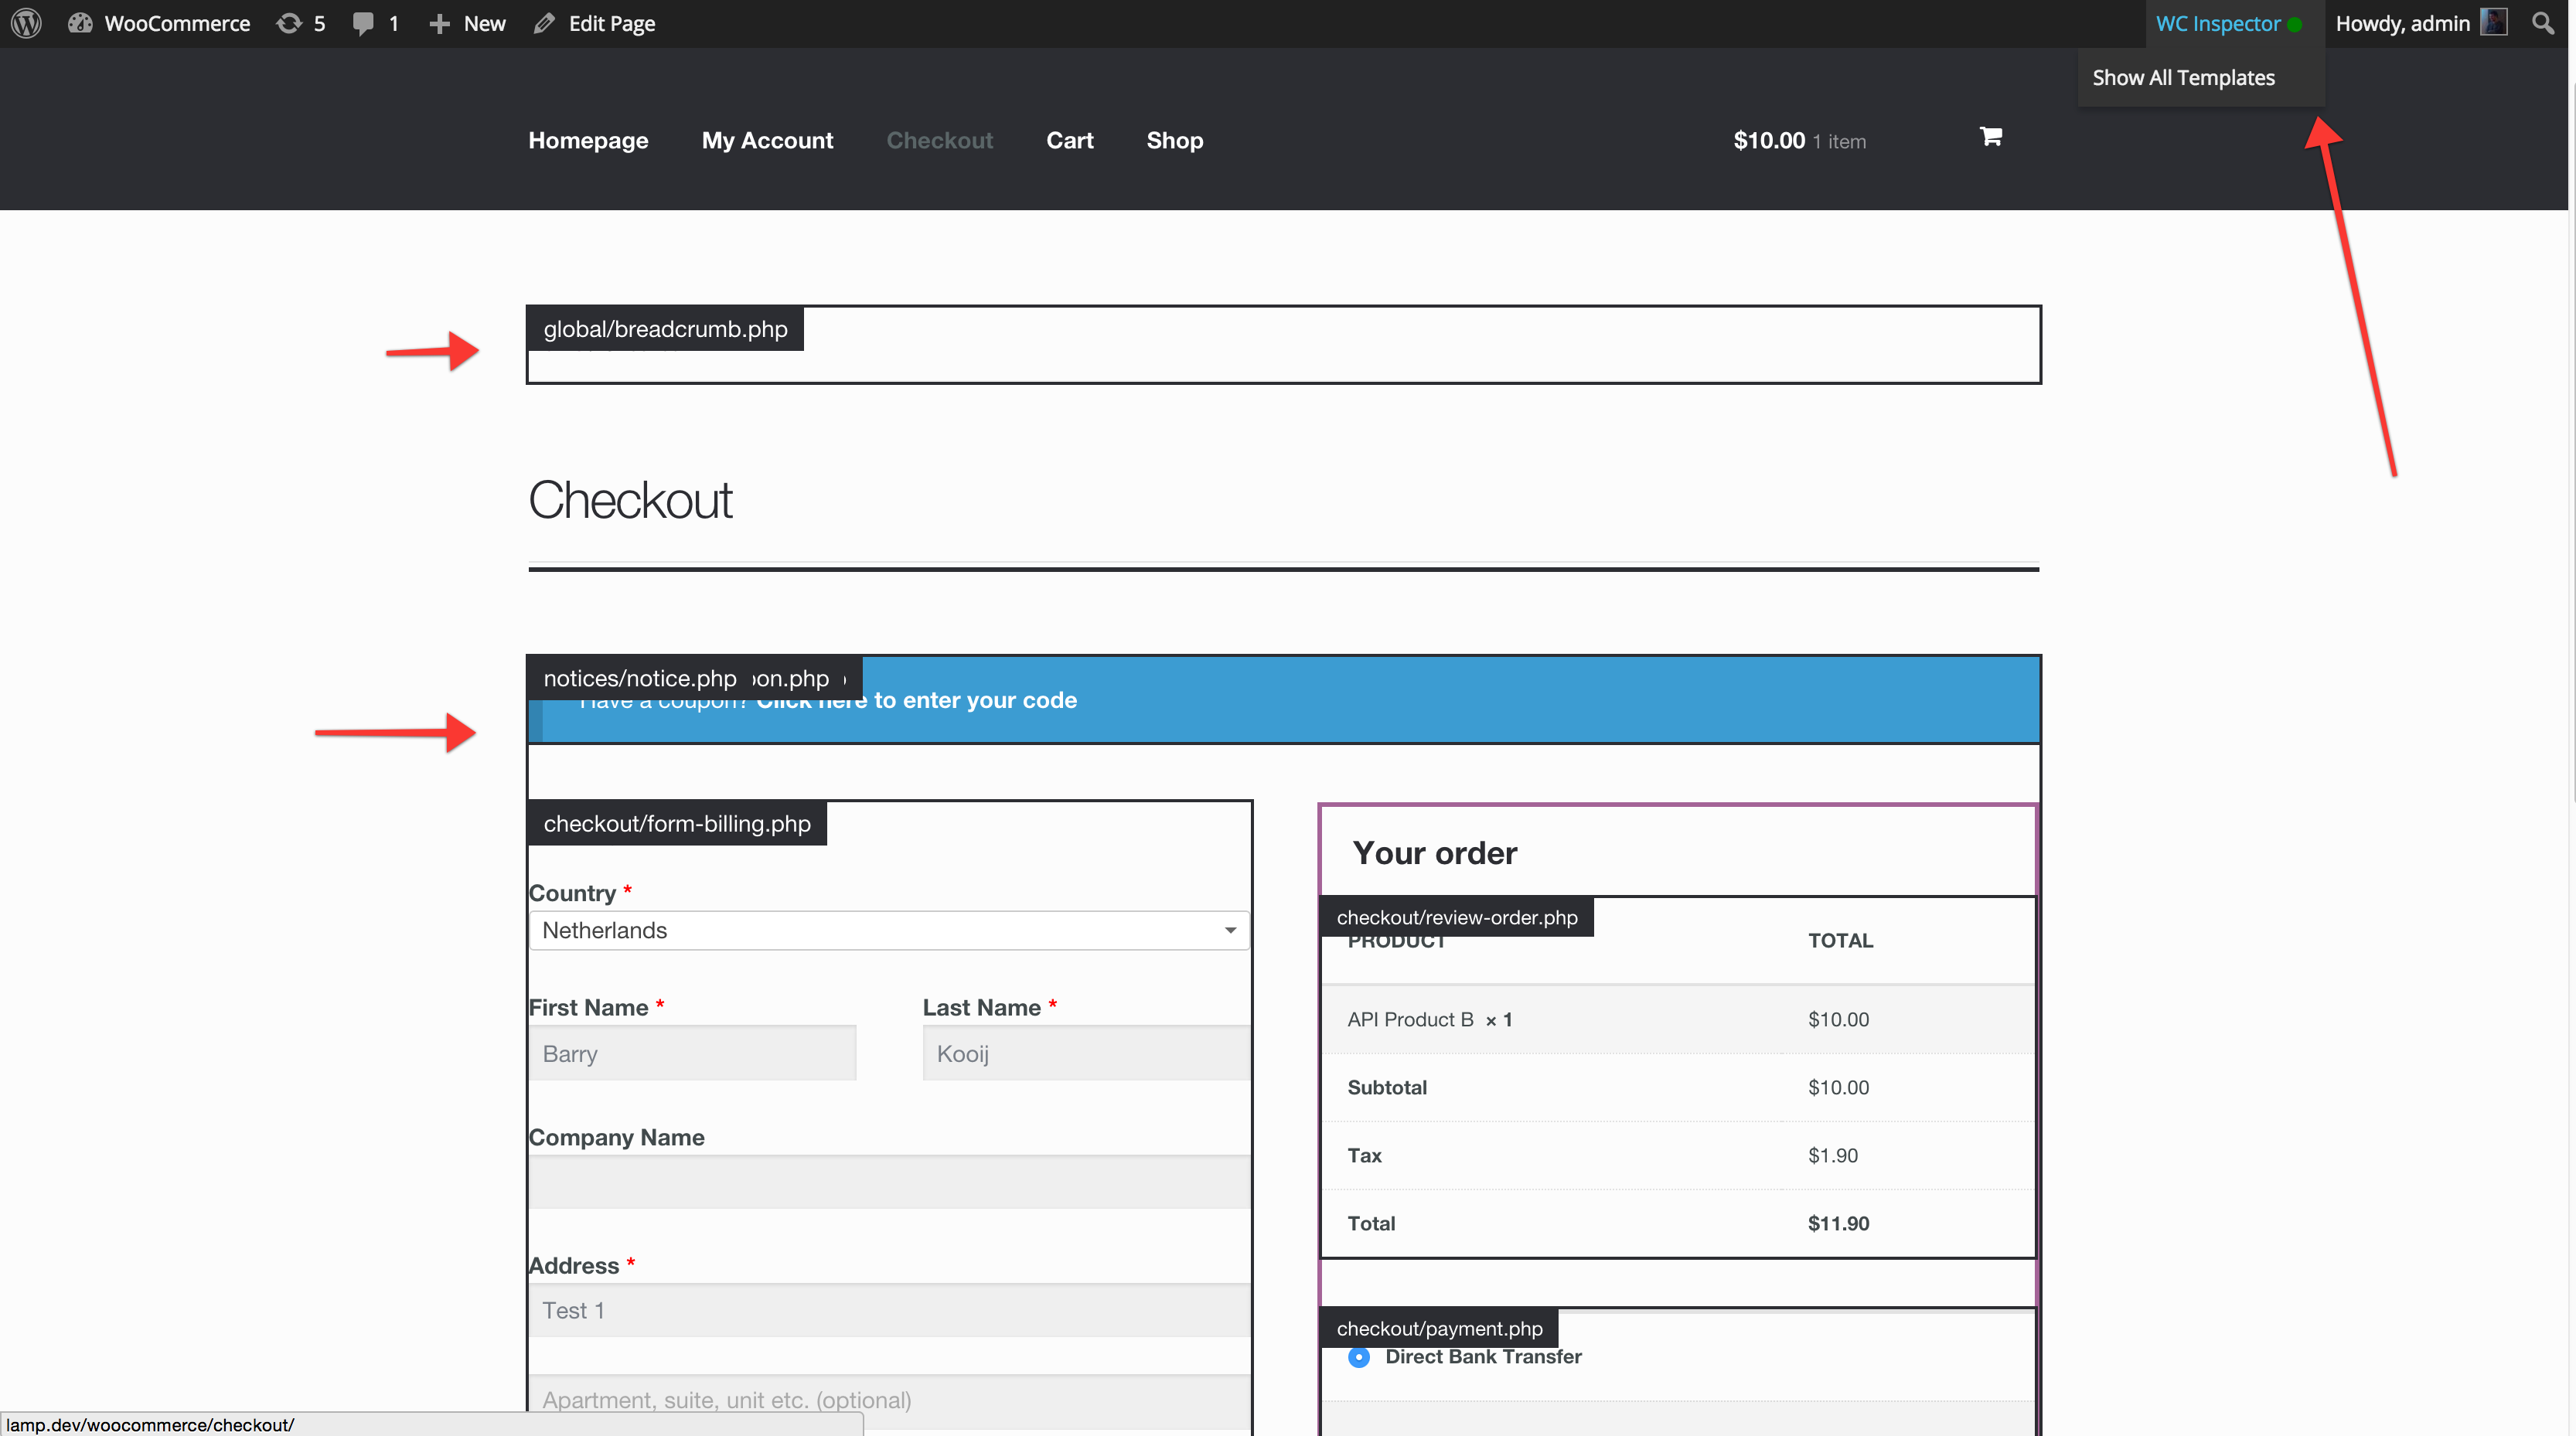 WooCommerce 5 1 New Edit Page WC Inspector Howdy, admin
Show All Templates
Homepage My Account Checkout Cart Shop $10.00 1 item
global/breadcrumb.php
Checkout
notices/notice.php on.php
Have a coupon? Click here to enter your code
checkout/form-billing.php
Country *
Netherlands
First Name * Last Name *
Barry Kooij
Company Name
Address *
Test 1
Apartment, suite, unit etc. (optional)
Your order
checkout/review-order.php
PRODUCT TOTAL
API Product B × 1 $10.00
Subtotal $10.00
Tax $1.90
Total $11.90
checkout/payment.php
Direct Bank Transfer
lamp.dev/woocommerce/checkout/